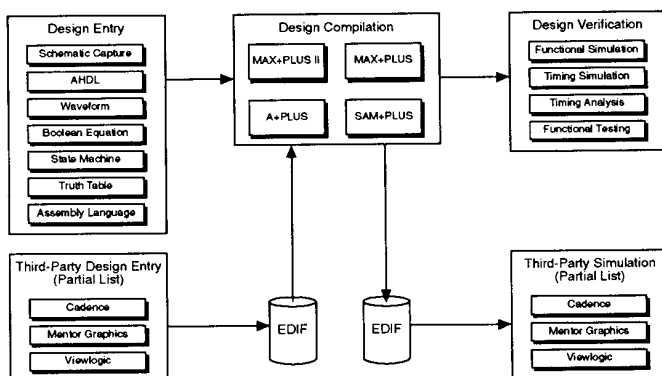 Design Entry
Schematic Capture
AHDL
Waveform
Boolean Equation
State Machine
Truth Table
Assembly Language
Design Compilation
MAX+PLUS II
MAX+PLUS
A+PLUS
SAM+PLUS
Design Verification
Functional Simulation
Timing Simulation
Timing Analysis
Functional Testing
Third-Party Design Entry
(Partial List)
Cadence
Mentor Graphics
Viewlogic
EDIF
EDIF
Third-Party Simulation
(Partial List)
Cadence
Mentor Graphics
Viewlogic